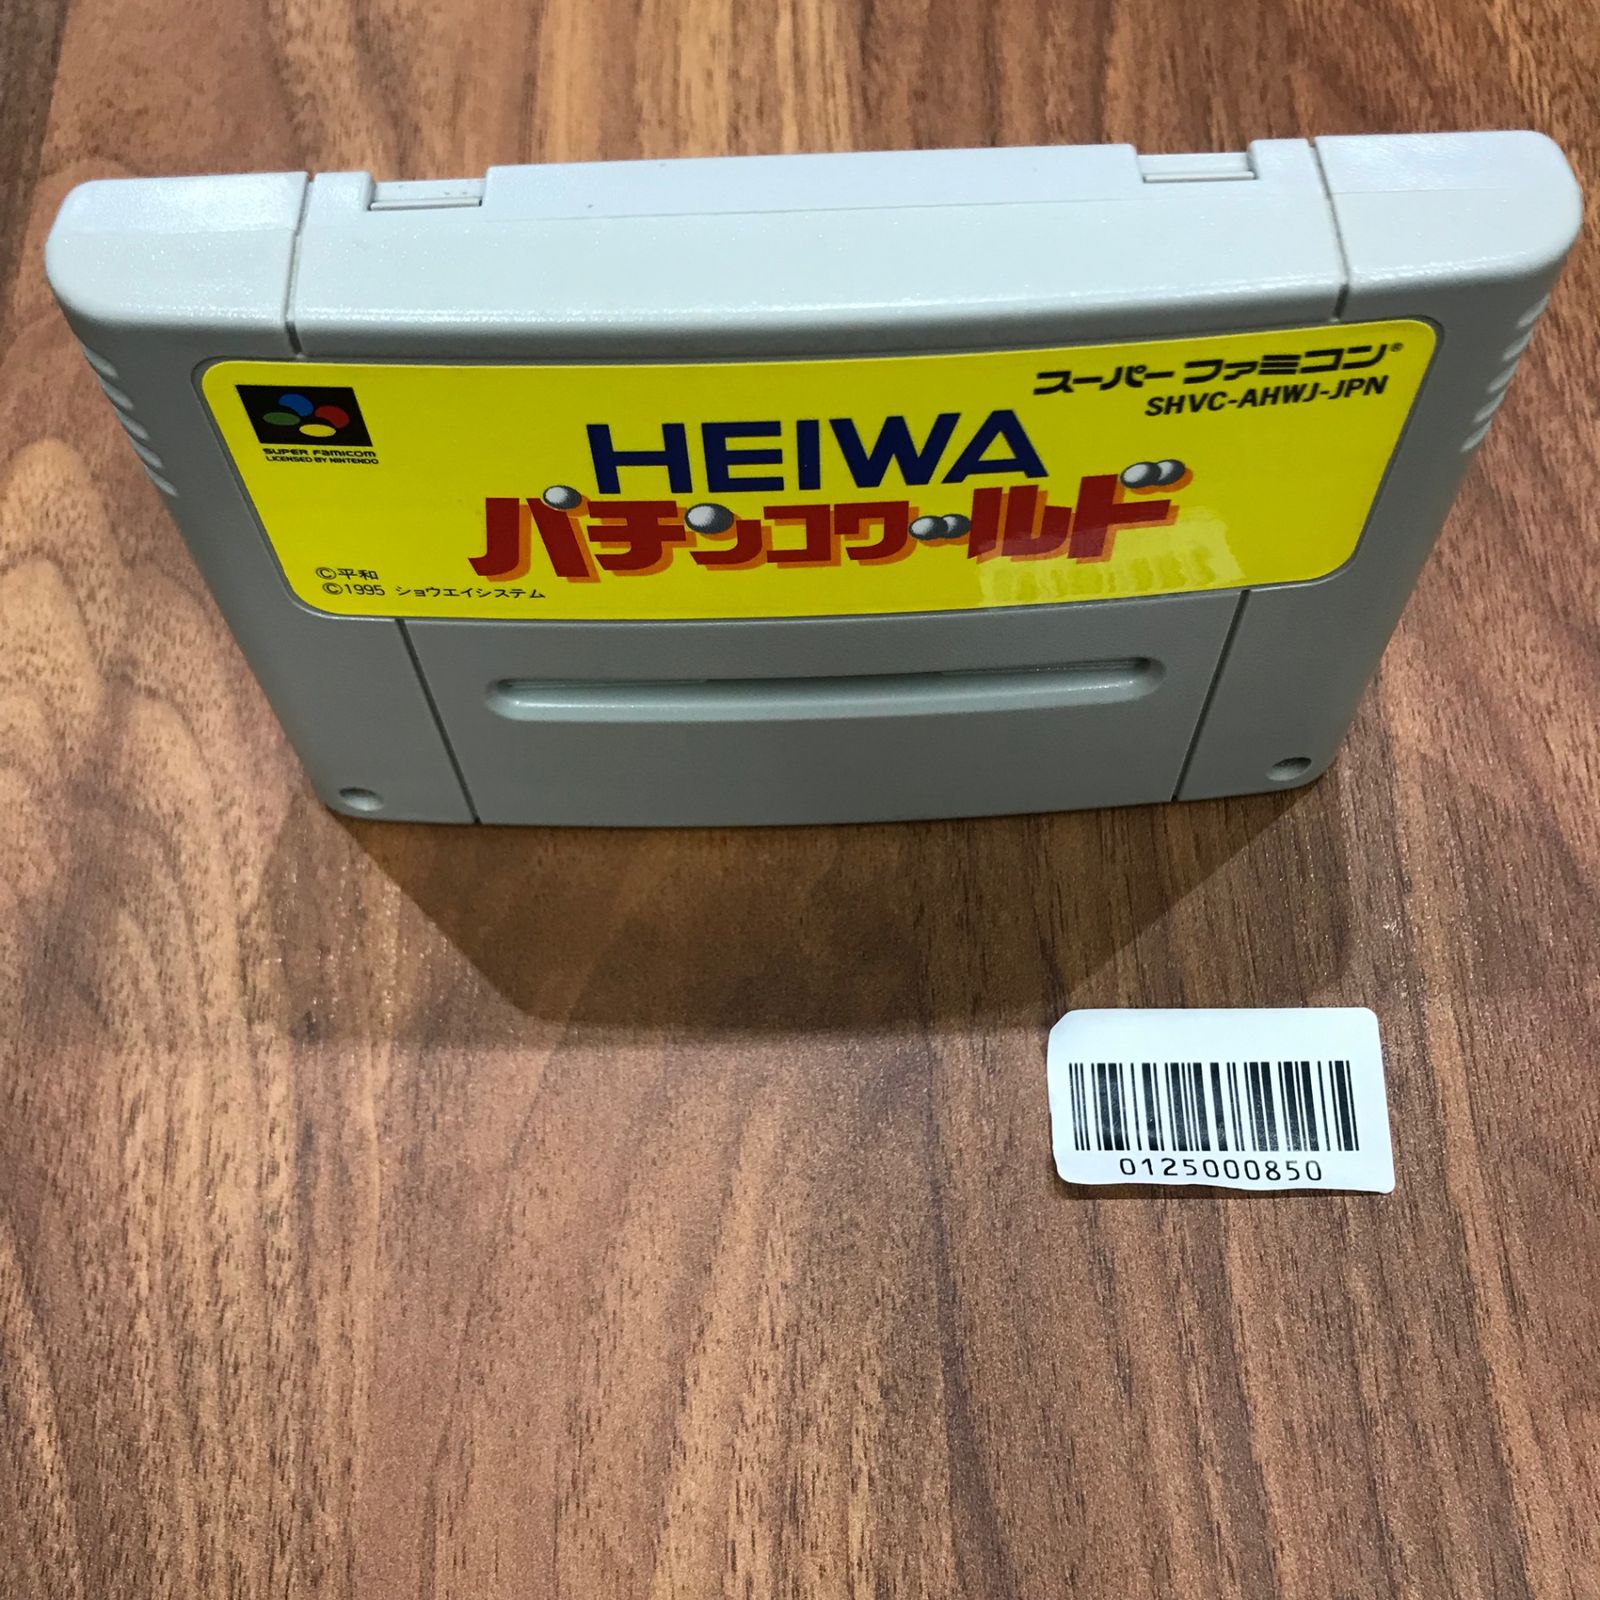 スーパーファミコン®
SHVC-AHWJ-JPN
SUPER FAMICOM
LICENSED BY NINTENDO
HEIWA
パチンコワールド
©平和
©1995 ショウエイシステム
0125000850